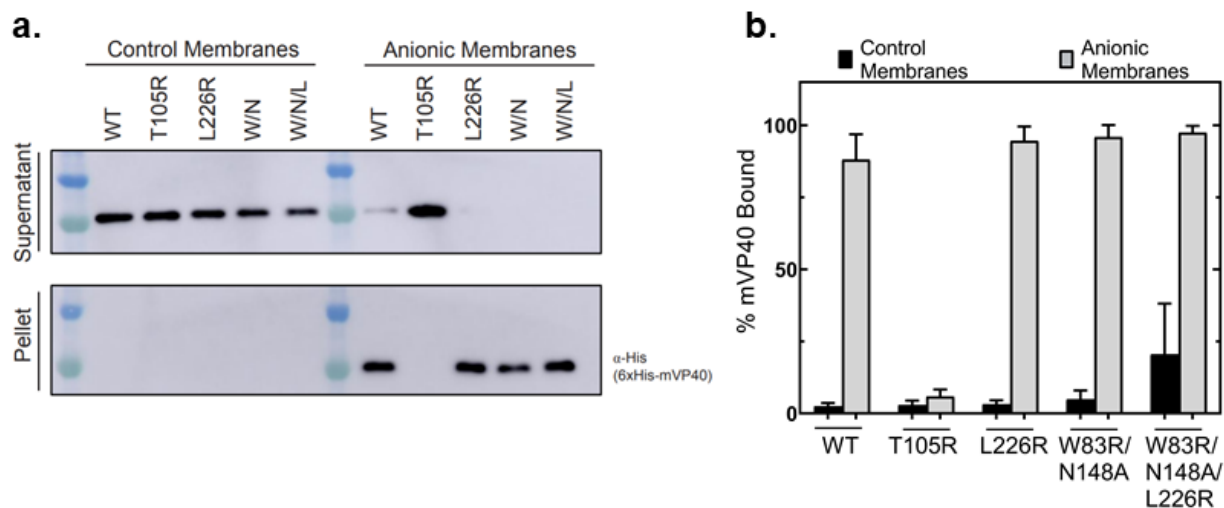 a.
Control Membranes
Anionic Membranes
WT
T105R
L226R
W/N
W/N/L
WT
T105R
L226R
W/N
W/N/L
Supernatant
Pellet
α-His
(6xHis-mVP40)
b.
Control
Membranes
Anionic
Membranes
% mVP40 Bound
100
50
0
WT
T105R
L226R
W83R/
N148A
W83R/
N148A/
L226R